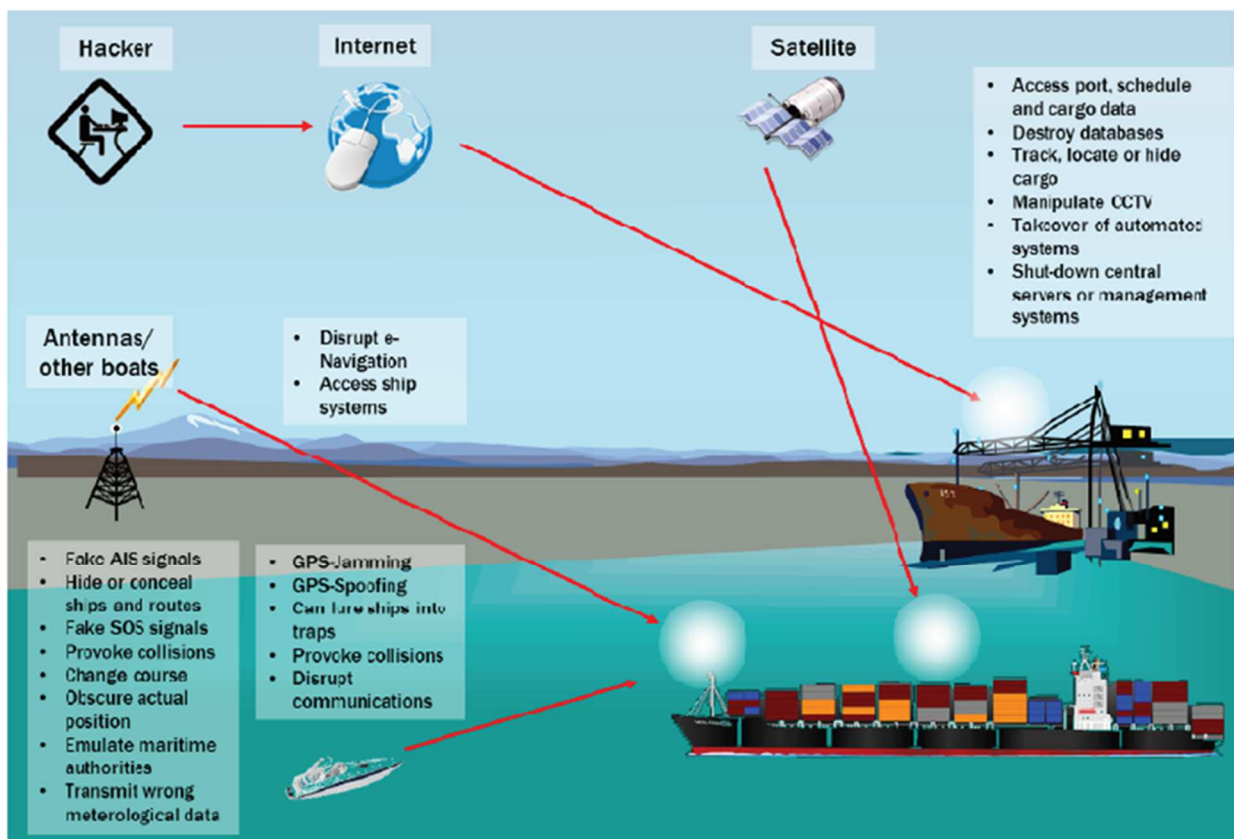 Hacker
Internet
Satellite
• Access port, schedule
and cargo data
• Destroy databases
• Track, locate or hide
cargo
• Manipulate CCTV
- Takeover of automated
systems
• Shut-down central
servers or management
systems
Antennas/
other boats
• Disrupt e-
Navigation
• Access ship
systems
• Fake AIS signals
• Hide or conceal
ships and routes
• Fake SOS signals
• Provoke collisions
• Change course
• Obscure actual
position
• Emulate maritime
authorities
• Transmit wrong
meterological data
• GPS-Jamming
• GPS-Spoofing
• Can lure ships into
traps
• Provoke collisions
• Disrupt
communications